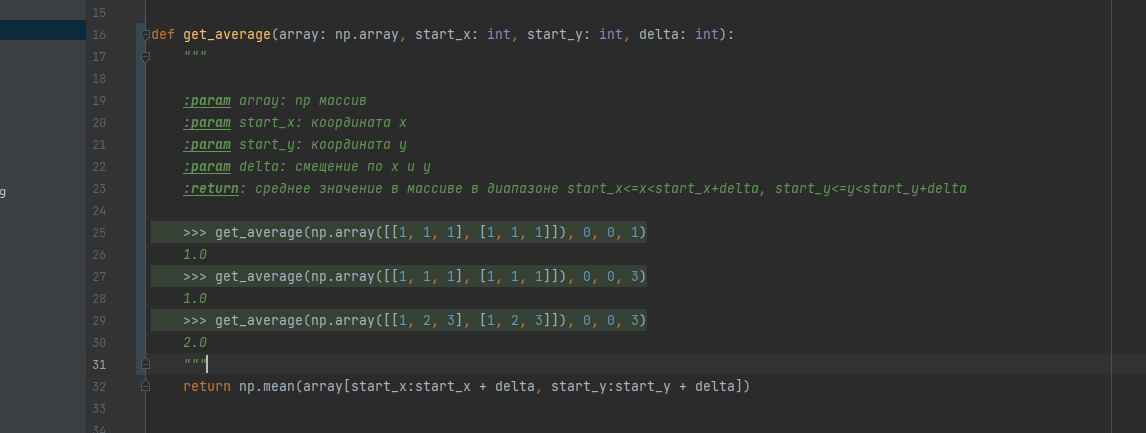 15
16 def get_average(array: np.array, start_x: int, start_y: int, delta: int):
17 """
18
19 :param array: np массив
20 :param start_x: координата x
21 :param start_y: координата y
22 :param delta: смещение по x и y
g
23 :return: среднее значение в массиве в диапазоне start_x<=x<start_x+delta, start_y<=y<start_y+delta
24
25 >>> get_average(np.array([[1, 1, 1], [1, 1, 1]]), 0, 0, 1)
26 1.0
27 >>> get_average(np.array([[1, 1, 1], [1, 1, 1]]), 0, 0, 3)
28 1.0
29 >>> get_average(np.array([[1, 2, 3], [1, 2, 3]]), 0, 0, 3)
30 2.0
31 """
32 return np.mean(array[start_x:start_x + delta, start_y:start_y + delta])
33
34